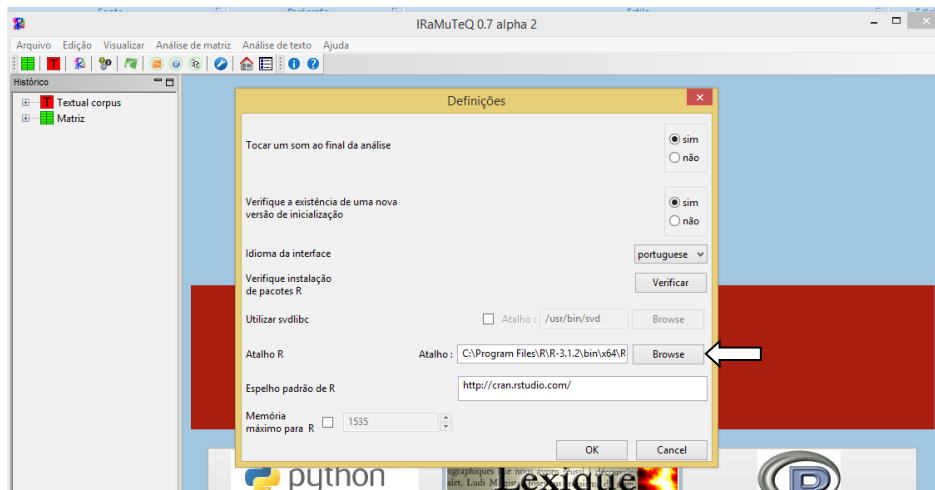 IRaMuTeQ 0.7 alpha 2
Arquivo Edição Visualizar Análise de matriz Análise de texto Ajuda
Histórico
Textual corpus
Matriz
Definições
Tocar um som ao final da análise
sim
não
Verifique a existência de uma nova
versão de inicialização
sim
não
Idioma da interface
portuguese
Verifique instalação
de pacotes R
Verificar
Utilizar svdlibc
Atalho : /usr/bin/svd Browse
Atalho R
Atalho : C:\Program Files\R\R-3.1.2\bin\x64\R Browse
Espelho padrão de R
http://cran.rstudio.com/
Memória
máximo para R
1535
OK Cancel
python
Lexique
R